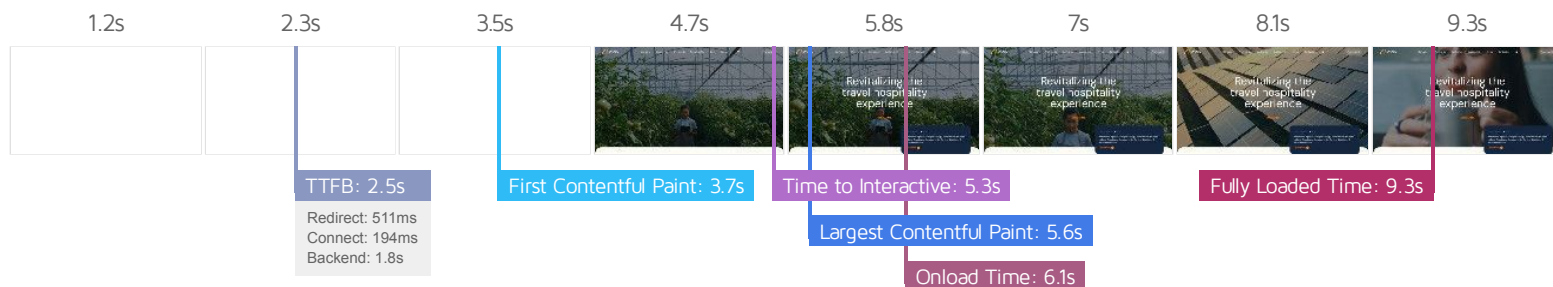 1.2s 2.3s 3.5s 4.7s 5.8s 7s 8.1s 9.3s
Revitalizing the
travel hospitality
experience
Revitalizing the
travel hospitality
experience
Revitalizing the
travel hospitality
experience
Revitalizing the
travel hospitality
experience
TTFB: 2.5s
Redirect: 511ms
Connect: 194ms
Backend: 1.8s
First Contentful Paint: 3.7s
Time to Interactive: 5.3s
Fully Loaded Time: 9.3s
Largest Contentful Paint: 5.6s
Onload Time: 6.1s